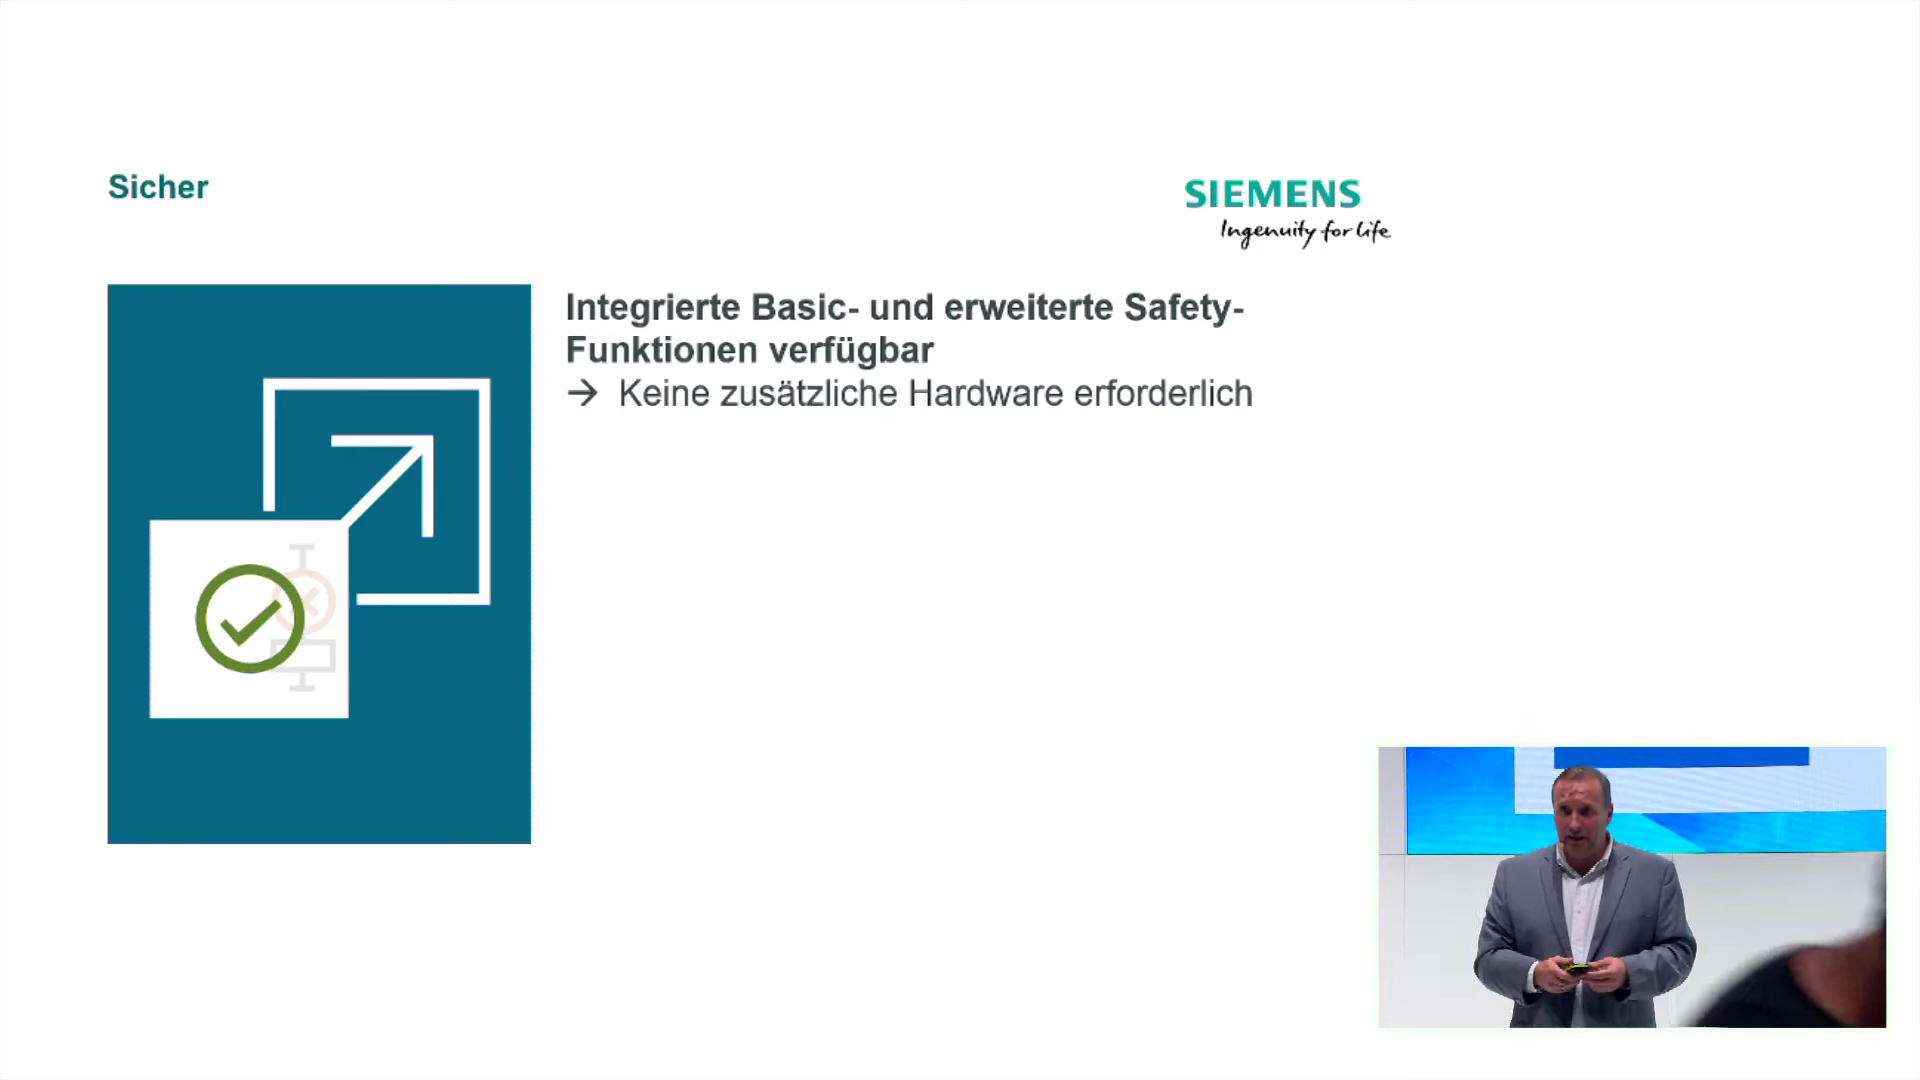 Sicher
SIEMENS
Ingenuity for life
Integrierte Basic- und erweiterte Safety-
Funktionen verfügbar
→ Keine zusätzliche Hardware erforderlich